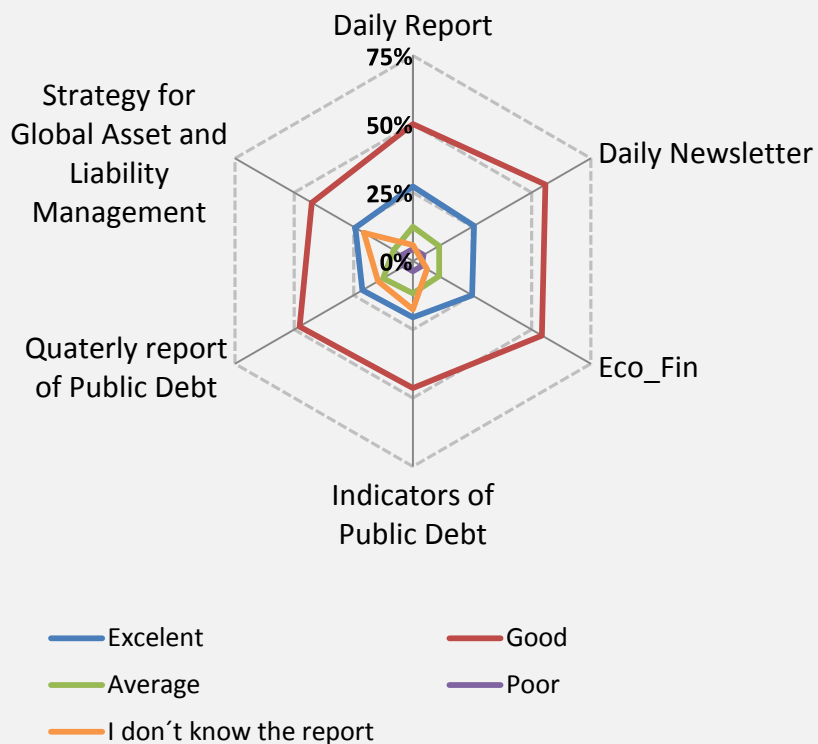 Daily Report
75%
50%
25%
0%
Strategy for
Global Asset and
Liability
Management
Daily Newsletter
Quaterly report
of Public Debt
Eco_Fin
Indicators of
Public Debt
Excelent
Good
Average
Poor
I don´t know the report